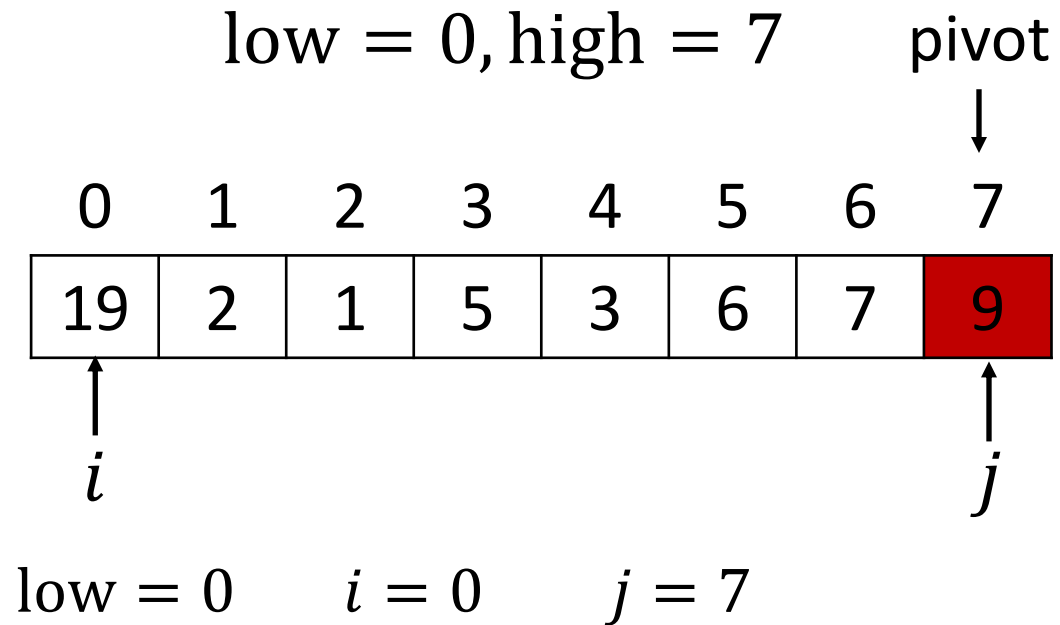 low = 0, high = 7 pivot
0 1 2 3 4 5 6 7
19 2 1 5 3 6 7 9
i j
low = 0 i = 0 j = 7